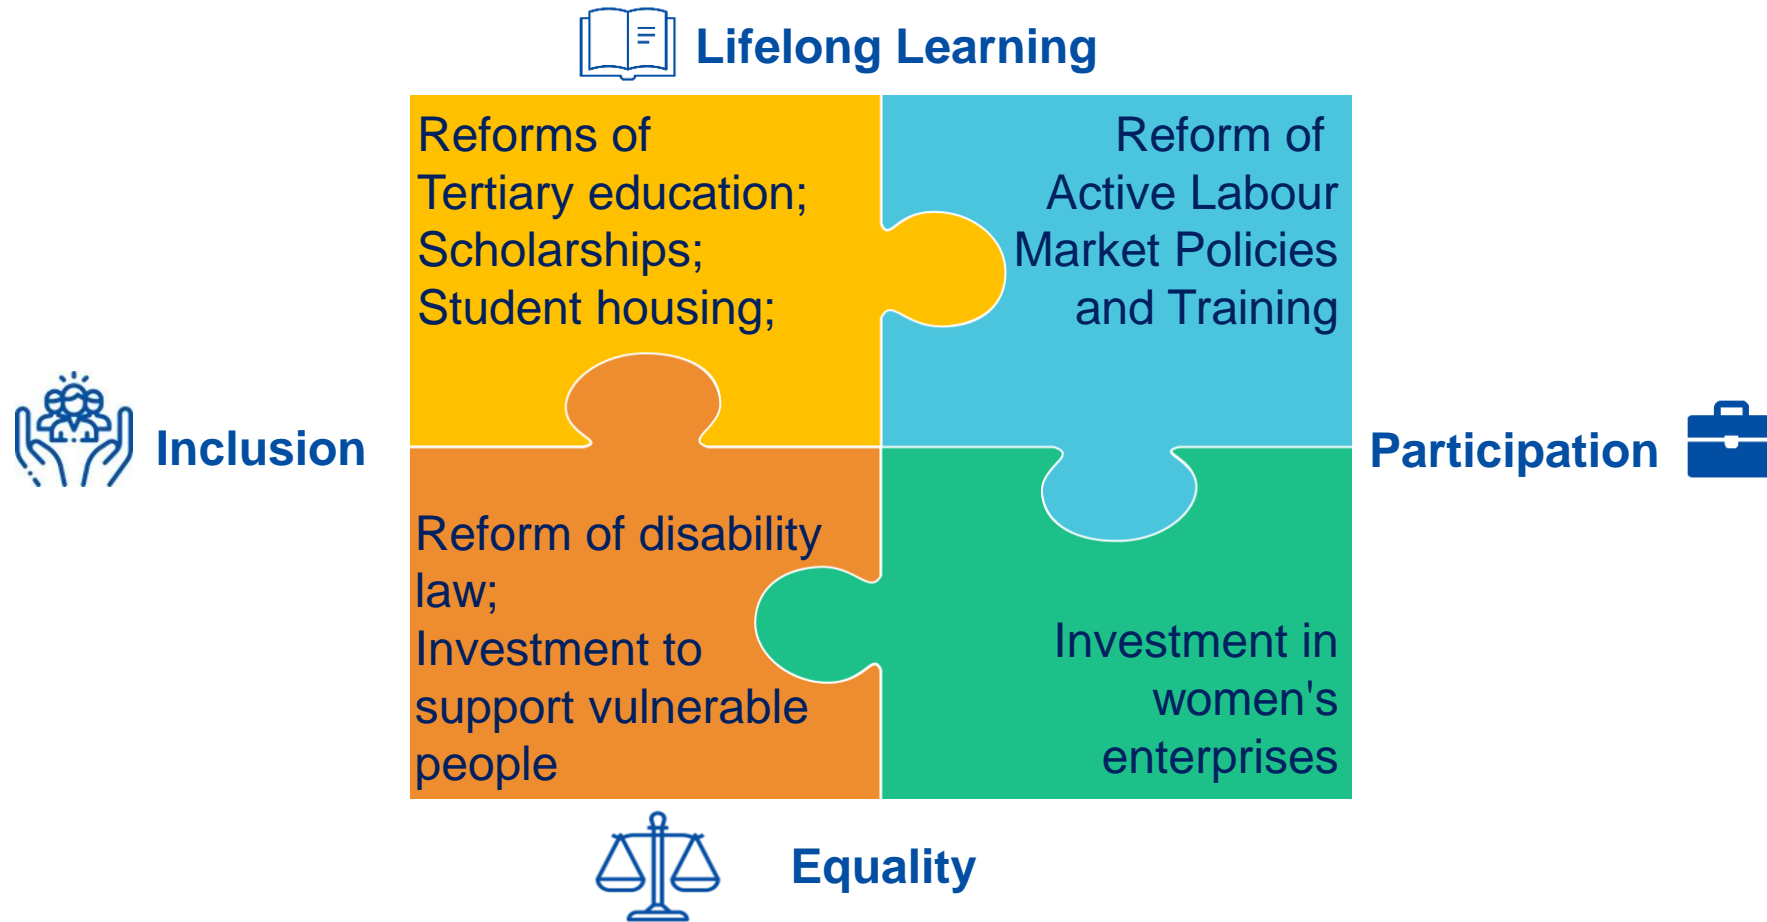 Lifelong Learning
Reforms of
Tertiary education;
Scholarships;
Student housing;
Reform of
Active Labour
Market Policies
and Training
Inclusion
Participation
Reform of disability
law;
Investment to
support vulnerable
people
Investment in
women's
enterprises
Equality